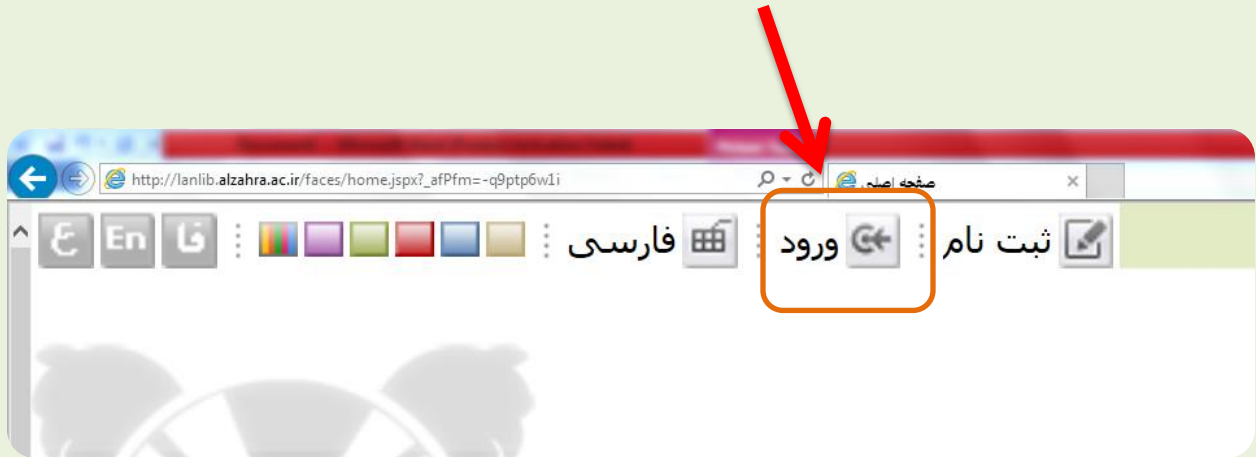 http://lanlib.alzahra.ac.ir/faces/home.jspx?_afPfm=-q9ptp6w1i
صفحه اصلی
ثبت نام
ورود
فارسی
فا
En
ع